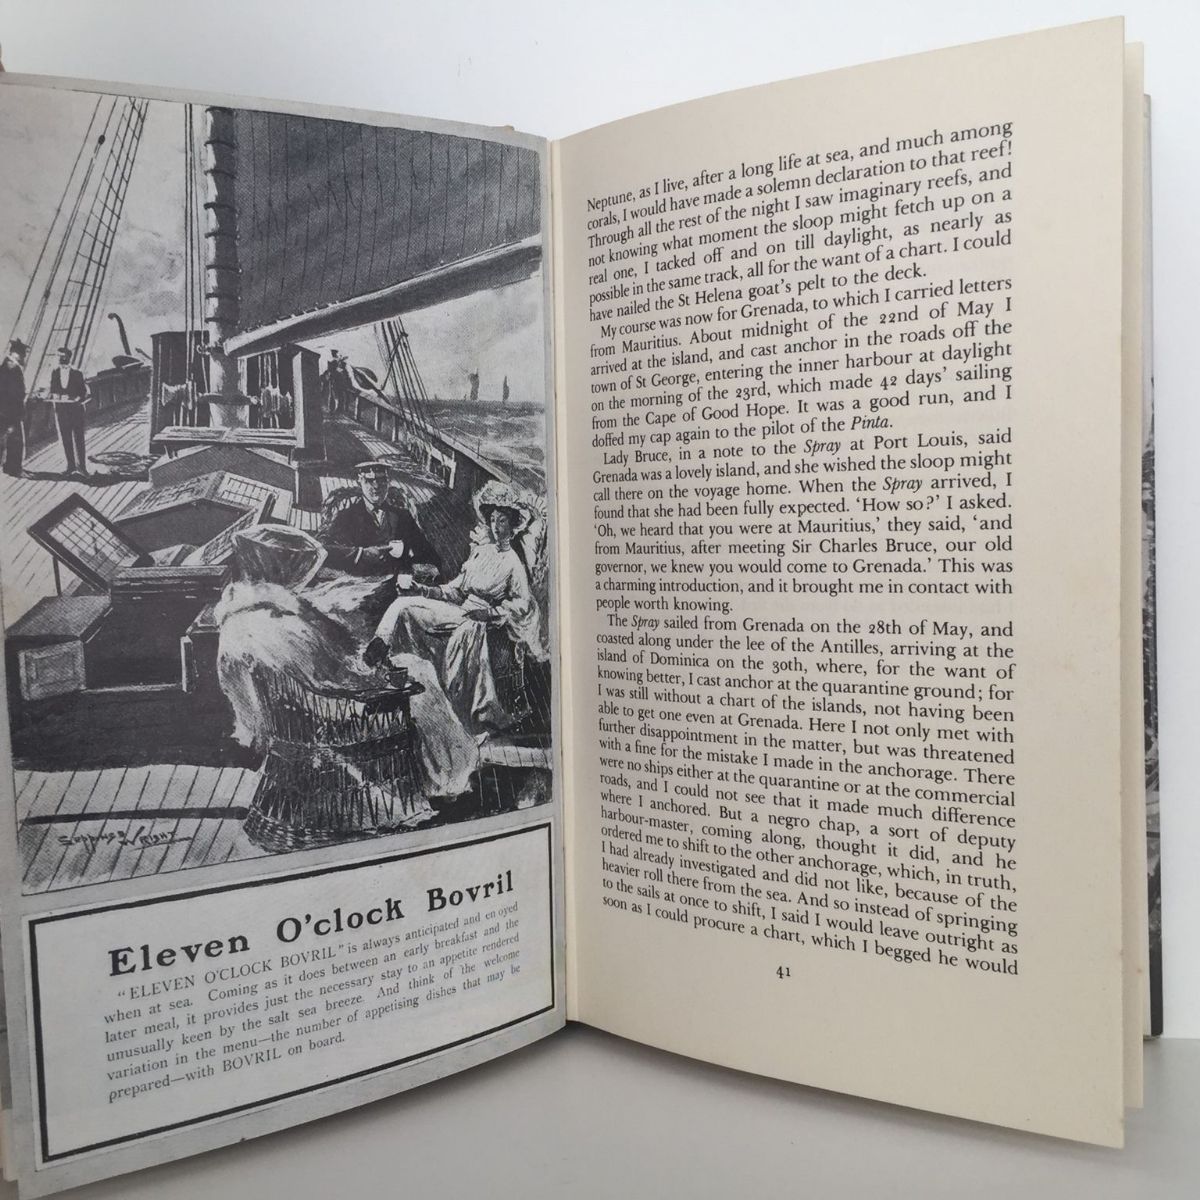 Suppings Wright
Eleven O'clock Bovril
"ELEVEN O'CLOCK BOVRIL" is always anticipated and en oyed
when at sea. Coming as it does between an early breakfast and the
later meal, it provides just the necessary stay to an appetite rendered
unusually keen by the salt sea breeze. And think of the welcome
variation in the menu—the number of appetising dishes that may be
prepared—with BOVRIL on board.
Neptune, as I live, after a long life at sea, and much among
corals, I would have made a solemn declaration to that reef!
Through all the rest of the night I saw imaginary reefs, and
not knowing what moment the sloop might fetch up on a
real one, I tacked off and on till daylight, as nearly as
possible in the same track, all for the want of a chart. I could
have nailed the St Helena goat's pelt to the deck.
My course was now for Grenada, to which I carried letters
from Mauritius. About midnight of the 22nd of May I
arrived at the island, and cast anchor in the roads off the
town of St George, entering the inner harbour at daylight
on the morning of the 23rd, which made 42 days' sailing
from the Cape of Good Hope. It was a good run, and I
doffed my cap again to the pilot of the Pinta.
Lady Bruce, in a note to the Spray at Port Louis, said
Grenada was a lovely island, and she wished the sloop might
call there on the voyage home. When the Spray arrived, I
found that she had been fully expected. 'How so?' I asked.
'Oh, we heard that you were at Mauritius,' they said, 'and
from Mauritius, after meeting Sir Charles Bruce, our old
governor, we knew you would come to Grenada.' This was
a charming introduction, and it brought me in contact with
people worth knowing.
The Spray sailed from Grenada on the 28th of May, and
coasted along under the lee of the Antilles, arriving at the
island of Dominica on the 30th, where, for the want of
knowing better, I cast anchor at the quarantine ground; for
I was still without a chart of the islands, not having been
able to get one even at Grenada. Here I not only met with
further disappointment in the matter, but was threatened
with a fine for the mistake I made in the anchorage. There
were no ships either at the quarantine or at the commercial
roads, and I could not see that it made much difference
where I anchored. But a negro chap, a sort of deputy
harbour-master, coming along, thought it did, and he
ordered me to shift to the other anchorage, which, in truth,
I had already investigated and did not like, because of the
heavier roll there from the sea. And so instead of springing
to the sails at once to shift, I said I would leave outright as
soon as I could procure a chart, which I begged he would
41